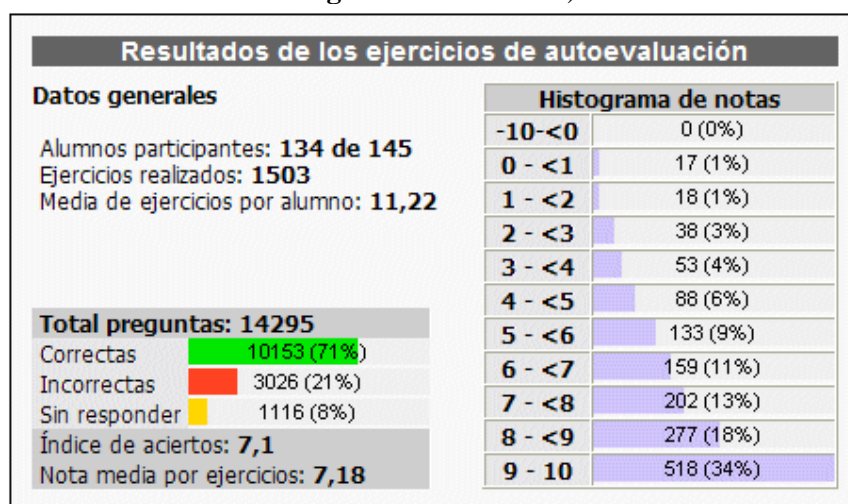 Resultados de los ejercicios de autoevaluación
Datos generales
Alumnos participantes: 134 de 145
Ejercicios realizados: 1503
Media de ejercicios por alumno: 11,22
Total preguntas: 14295
Correctas 10153 (71%)
Incorrectas 3026 (21%)
Sin responder 1116 (8%)
Índice de aciertos: 7,1
Nota media por ejercicios: 7,18
Histograma de notas
-10-<0 0 (0%)
0 - <1 17 (1%)
1 - <2 18 (1%)
2 - <3 38 (3%)
3 - <4 53 (4%)
4 - <5 88 (6%)
5 - <6 133 (9%)
6 - <7 159 (11%)
7 - <8 202 (13%)
8 - <9 277 (18%)
9 - 10 518 (34%)